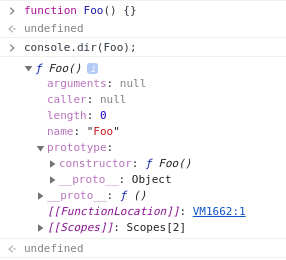 function Foo() {}
undefined
console.dir(Foo);
ƒ Foo() i
arguments: null
caller: null
length: 0
name: "Foo"
prototype:
constructor: ƒ Foo()
__proto__: Object
__proto__: ƒ ()
[[FunctionLocation]]: VM1662:1
[[Scopes]]: Scopes[2]
undefined